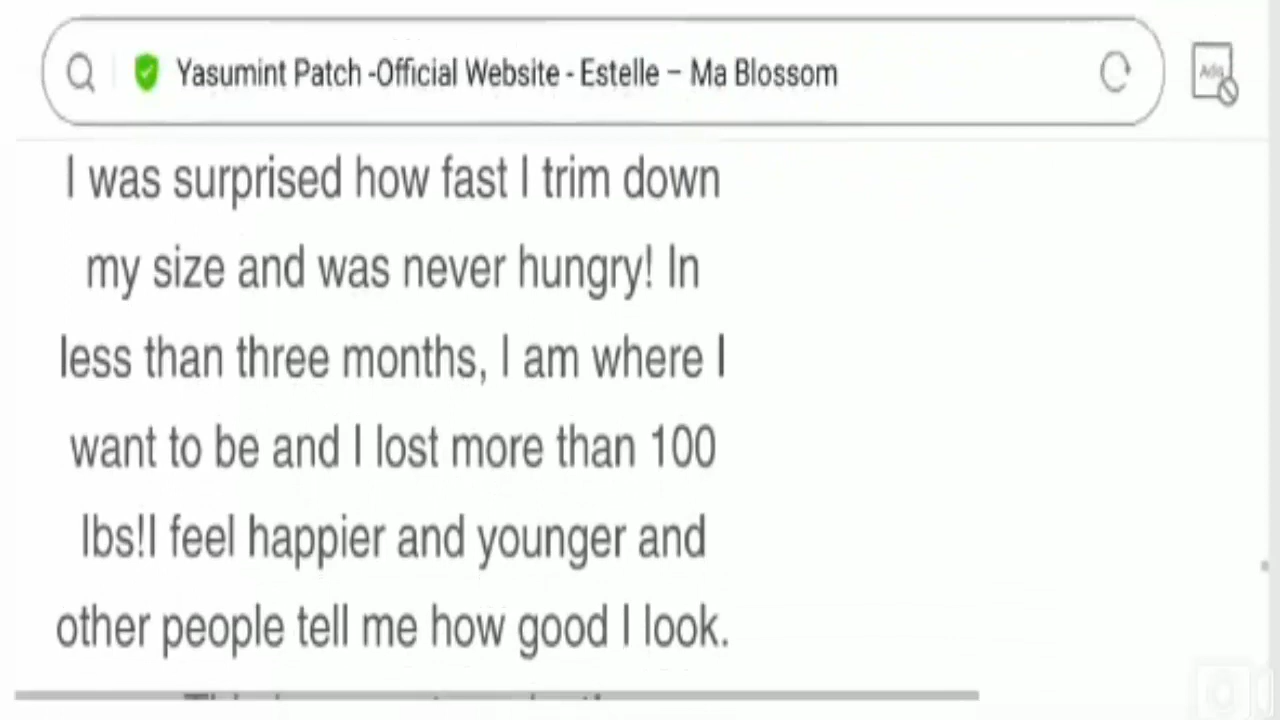 Yasumint Patch -Official Website - Estelle – Ma Blossom
I was surprised how fast I trim down
my size and was never hungry! In
less than three months, I am where I
want to be and I lost more than 100
lbs!I feel happier and younger and
other people tell me how good I look.